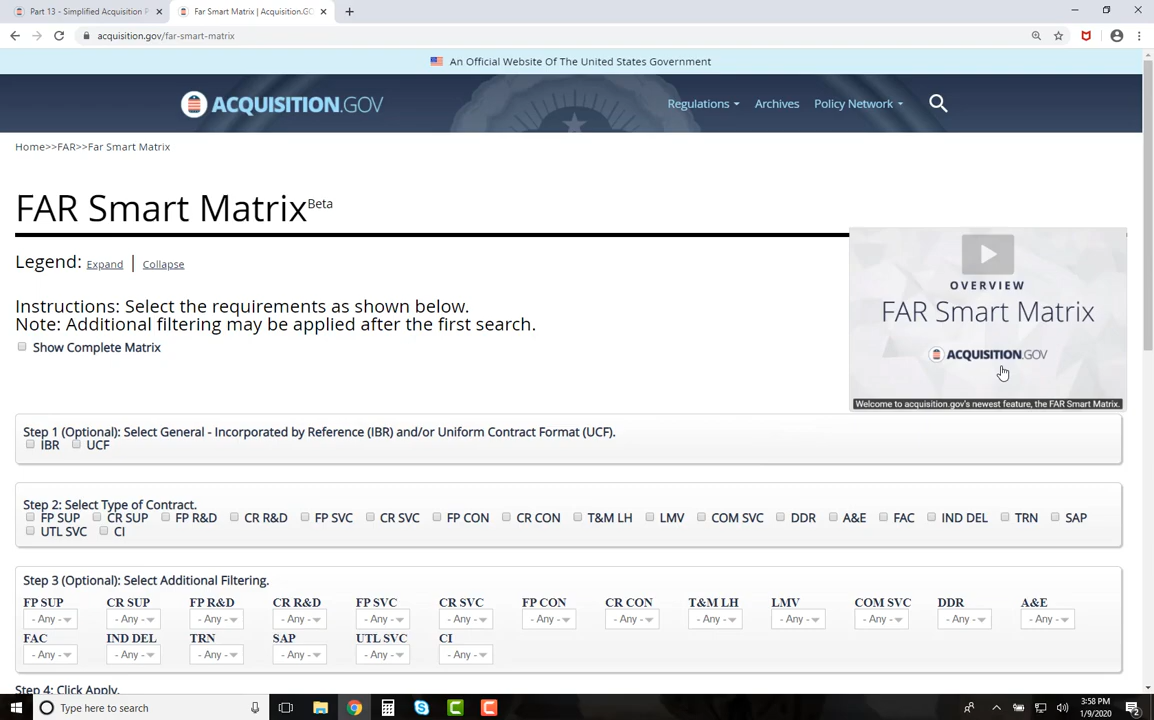 Part 13 - Simplified Acquisition P
Far Smart Matrix | Acquisition.GO
acquisition.gov/far-smart-matrix
An Official Website Of The United States Government
ACQUISITION.GOV
Regulations
Archives
Policy Network
Home>>FAR>>Far Smart Matrix
FAR Smart Matrix Beta
Legend: Expand | Collapse
Instructions: Select the requirements as shown below.
Note: Additional filtering may be applied after the first search.
Show Complete Matrix
OVERVIEW
FAR Smart Matrix
ACQUISITION.GOV
Welcome to acquisition.gov's newest feature, the FAR Smart Matrix.
Step 1 (Optional): Select General - Incorporated by Reference (IBR) and/or Uniform Contract Format (UCF).
IBR UCF
Step 2: Select Type of Contract.
FP SUP CR SUP FP R&D CR R&D FP SVC CR SVC FP CON CR CON T&M LH LMV COM SVC DDR A&E FAC IND DEL TRN SAP
UTL SVC CI
Step 3 (Optional): Select Additional Filtering.
FP SUP CR SUP FP R&D CR R&D FP SVC CR SVC FP CON CR CON T&M LH LMV COM SVC DDR A&E
- Any - - Any - - Any - - Any - - Any - - Any - - Any - - Any - - Any - - Any - - Any - - Any - - Any -
FAC IND DEL TRN SAP UTL SVC CI
- Any - - Any - - Any - - Any - - Any - - Any -
Step 4: Click Apply.
Type here to search
3:58 PM
1/9/2020
2